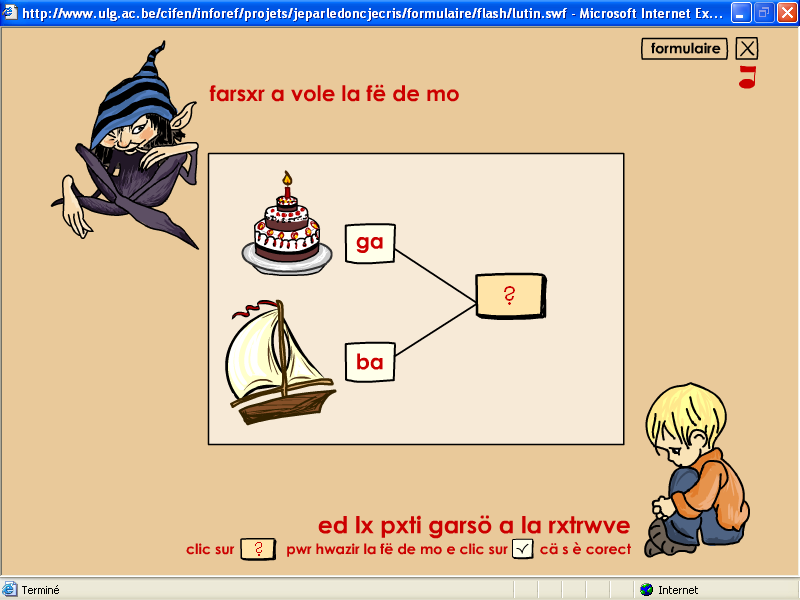 http://www.ulg.ac.be/cifen/inforef/projets/jeparledoncjecris/formulaire/flash/lutin.swf - Microsoft Internet Ex...
formulaire
farsxr a vole la fë de mo
ga
?
ba
ed lx pxti garsö a la rxtrwve
clic sur ? pwr hwazir la fë de mo e clic sur ✓ cä s è corect
Terminé
Internet